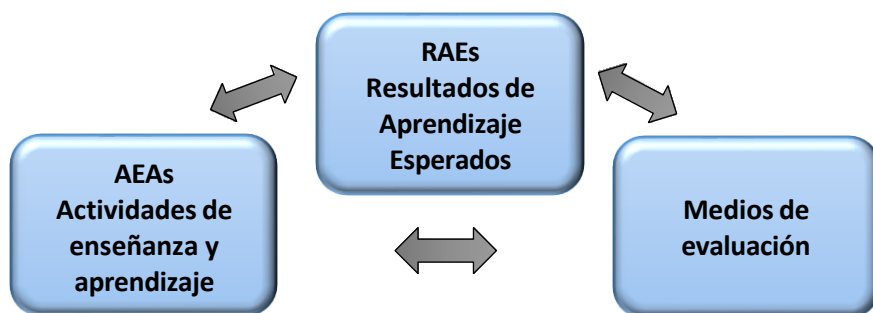 RAEs
Resultados de
Aprendizaje
Esperados
AEAs
Actividades de
enseñanza y
aprendizaje
Medios de
evaluación